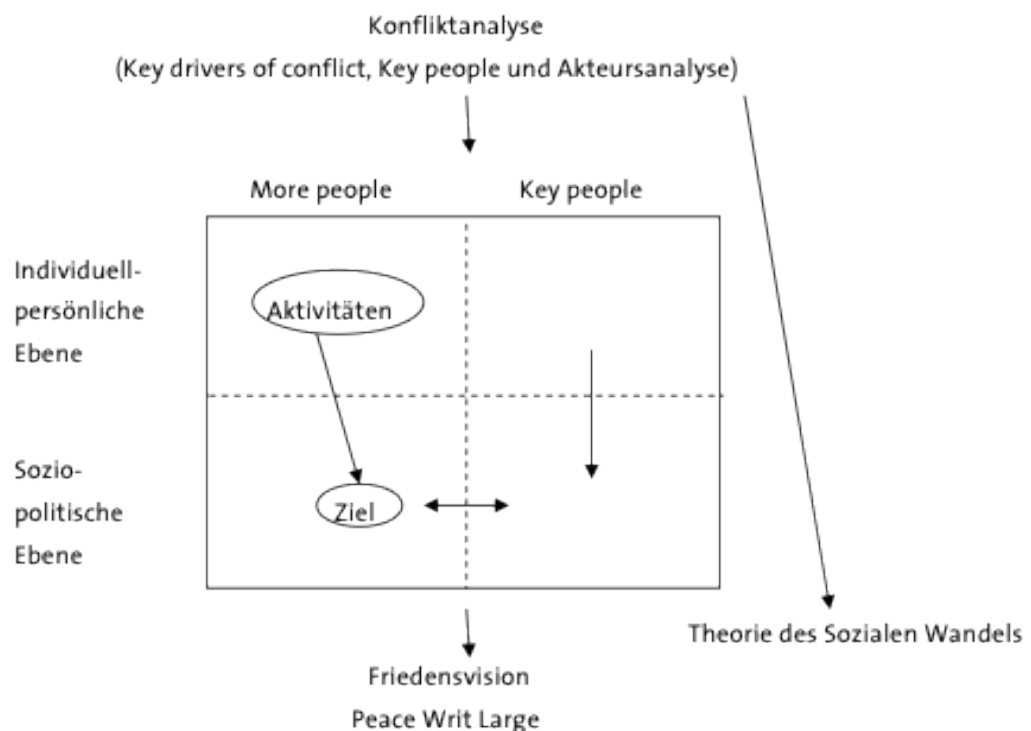 Konfliktanalyse
(Key drivers of conflict, Key people und Akteursanalyse)
More people
Key people
Individuell-
persönliche
Ebene
Aktivitäten
Sozio-
politische
Ebene
Ziel
Theorie des Sozialen Wandels
Friedensvision
Peace Writ Large